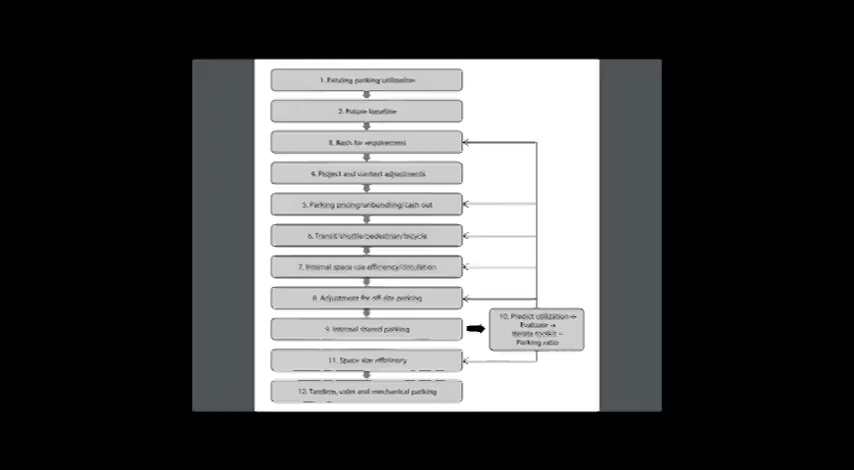 1. Existing parking utilization
2. Future baseline
3. Basis for requirement
4. Project and context adjustments
5. Parking pricing/unbundling/cash out
6. Transit/shuttle/pedestrian/bicycle
7. Internal space use efficiency/circulation
8. Adjustment for off-site parking
9. Internal shared parking
10. Predict utilization →
Evaluate →
Iterate toolkit =
Parking ratio
11. Space size efficiency
12. Tandem, valet and mechanical parking